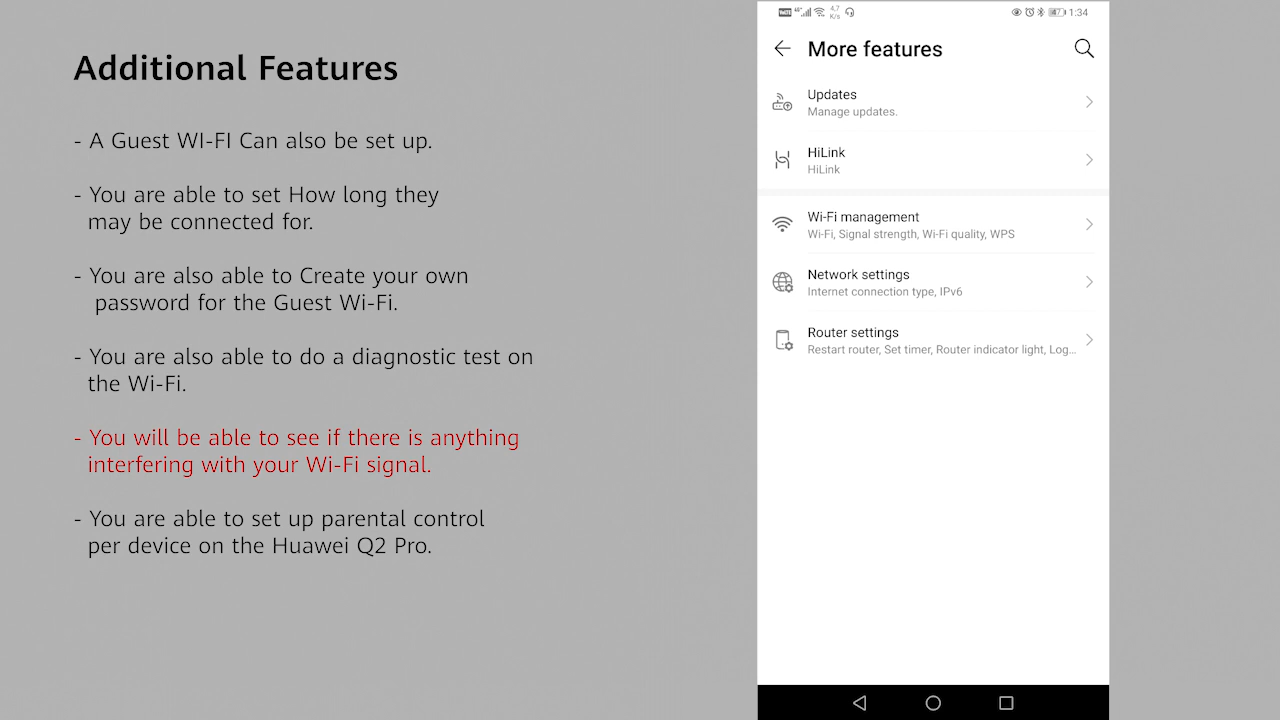 Additional Features
- A Guest WI-FI Can also be set up.
- You are able to set How long they
may be connected for.
- You are also able to Create your own
password for the Guest Wi-Fi.
- You are also able to do a diagnostic test on
the Wi-Fi.
- You will be able to see if there is anything
interfering with your Wi-Fi signal.
- You are able to set up parental control
per device on the Huawei Q2 Pro.
4,7
K/s
1:34
More features
Updates
Manage updates.
HiLink
HiLink
Wi-Fi management
Wi-Fi, Signal strength, Wi-Fi quality, WPS
Network settings
Internet connection type, IPv6
Router settings
Restart router, Set timer, Router indicator light, Log...